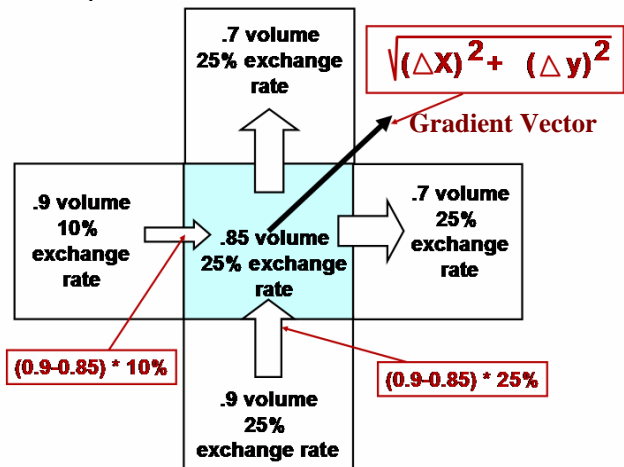 .7 volume
25% exchange
rate
√(△X)² + (△y)²
Gradient Vector
.9 volume
10%
exchange
rate
.85 volume
25% exchange
rate
.7 volume
25%
exchange
rate
(0.9-0.85) * 10%
(0.9-0.85) * 25%
.9 volume
25%
exchange rate